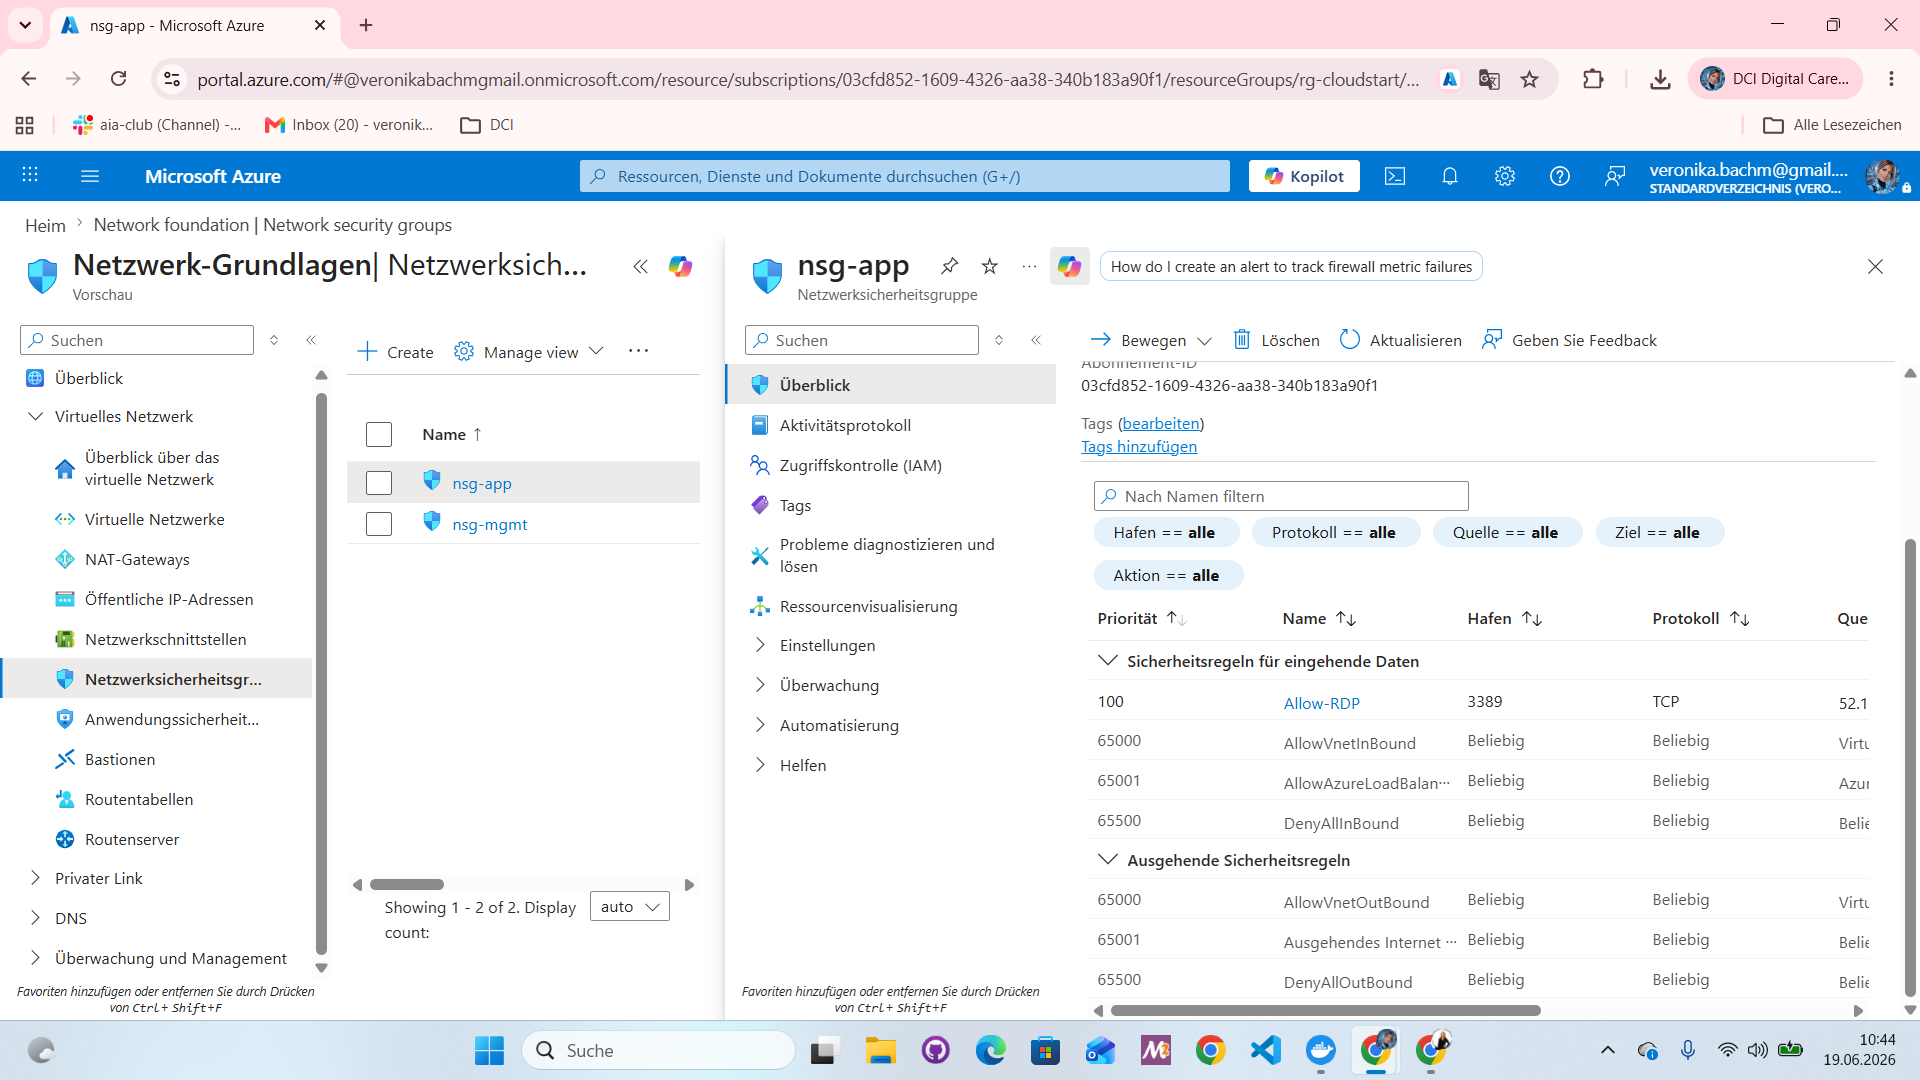 nsg-app - Microsoft Azure
portal.azure.com/#@veronikabachmgmail.onmicrosoft.com/resource/subscriptions/03cfd852-1609-4326-aa38-340b183a90f1/resourceGroups/rg-cloudstart/...
DCI Digital Care...
aia-club (Channel) -...
Inbox (20) - veronik...
DCI
Alle Lesezeichen
Microsoft Azure
Ressourcen, Dienste und Dokumente durchsuchen (G+/)
Kopilot
veronika.bachm@gmail....
STANDARDVERZEICHNIS (VERO...
Heim
Network foundation | Network security groups
Netzwerk-Grundlagen| Netzwerksich...
Vorschau
Suchen
Überblick
Virtuelles Netzwerk
Überblick über das
virtuelle Netzwerk
Virtuelle Netzwerke
NAT-Gateways
Öffentliche IP-Adressen
Netzwerkschnittstellen
Netzwerksicherheitsgr...
Anwendungssicherheit...
Bastionen
Routentabellen
Routenserver
Privater Link
DNS
Überwachung und Management
Favoriten hinzufügen oder entfernen Sie durch Drücken
von Ctrl+Shift+F
Create
Manage view
Name ↑
nsg-app
nsg-mgmt
Showing 1 - 2 of 2. Display
count:
auto
nsg-app
Netzwerksicherheitsgruppe
How do I create an alert to track firewall metric failures
Suchen
Überblick
Aktivitätsprotokoll
Zugriffskontrolle (IAM)
Tags
Probleme diagnostizieren und
lösen
Ressourcenvisualisierung
Einstellungen
Überwachung
Automatisierung
Helfen
Favoriten hinzufügen oder entfernen Sie durch Drücken
von Ctrl+Shift+F
Bewegen
Löschen
Aktualisieren
Geben Sie Feedback
Abonnement-ID
03cfd852-1609-4326-aa38-340b183a90f1
Tags (bearbeiten)
Tags hinzufügen
Nach Namen filtern
Hafen == alle
Protokoll == alle
Quelle == alle
Ziel == alle
Aktion == alle
Priorität ↑↓ Name ↑↓ Hafen ↑↓ Protokoll ↑↓ Que
Sicherheitsregeln für eingehende Daten
100 Allow-RDP 3389 TCP 52.1
65000 AllowVnetInBound Beliebig Beliebig Virtu
65001 AllowAzureLoadBalan... Beliebig Beliebig Azur
65500 DenyAllInBound Beliebig Beliebig Belie
Ausgehende Sicherheitsregeln
65000 AllowVnetOutBound Beliebig Beliebig Virtu
65001 Ausgehendes Internet ... Beliebig Beliebig Belie
65500 DenyAllOutBound Beliebig Beliebig Belie
Suche
10:44
19.06.2026